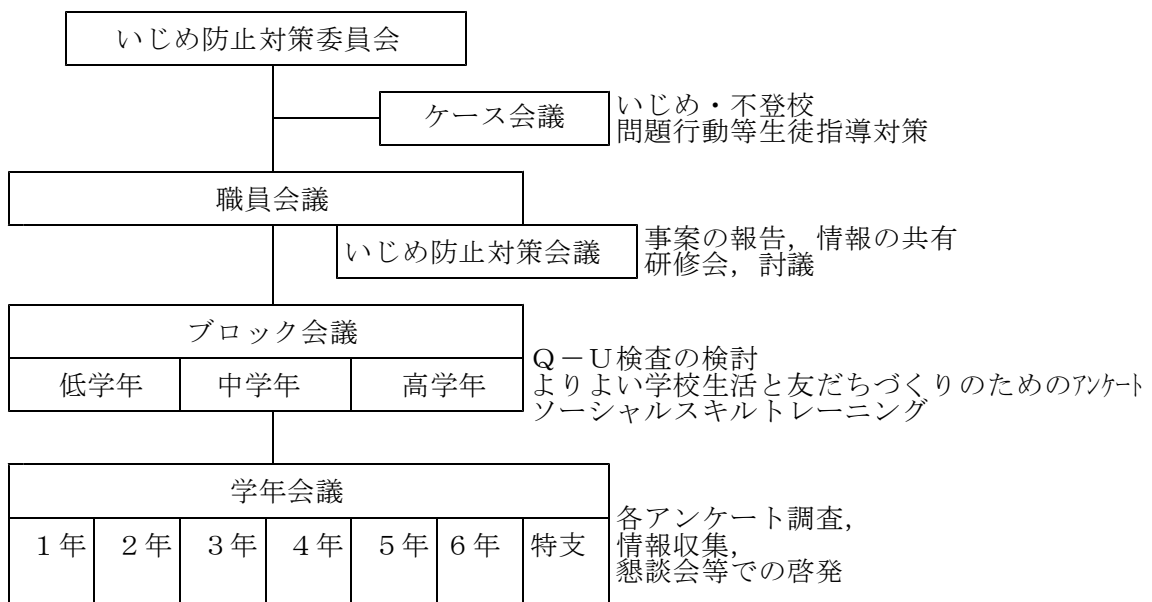 いじめ防止対策委員会
ケース会議
いじめ・不登校
問題行動等生徒指導対策
職員会議
いじめ防止対策会議
事案の報告，情報の共有
研修会，討議
ブロック会議
低学年 中学年 高学年
Ｑ－Ｕ検査の検討
よりよい学校生活と友だちづくりのためのｱﾝｹｰﾄ
ソーシャルスキルトレーニング
学年会議
１年 ２年 ３年 ４年 ５年 ６年 特支
各アンケート調査，
情報収集，
懇談会等での啓発